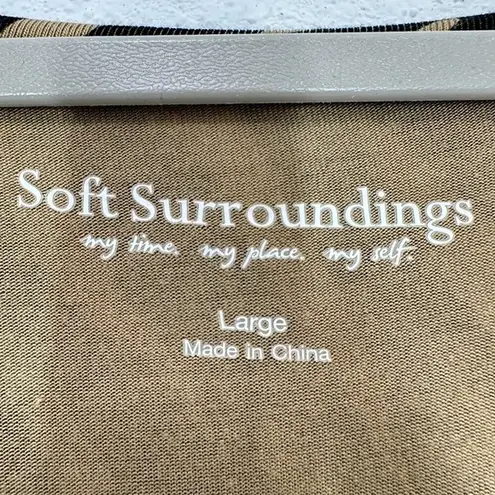 Soft Surroundings
my time. my place. my self.
Large
Made in China